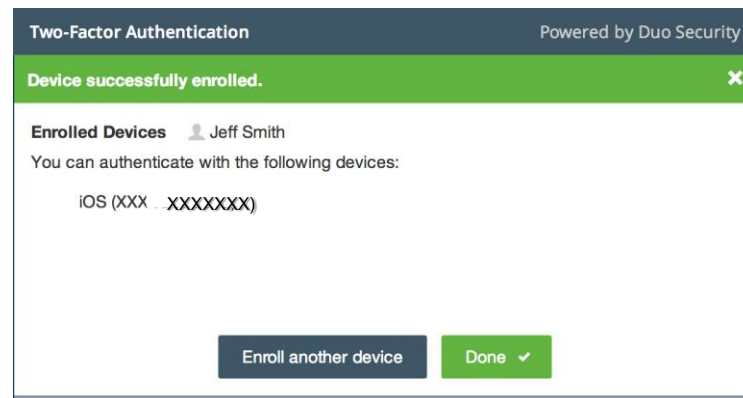 Two-Factor Authentication Powered by Duo Security
Device successfully enrolled.
Enrolled Devices Jeff Smith
You can authenticate with the following devices:
iOS (XXX XXXXXXX)
Enroll another device Done